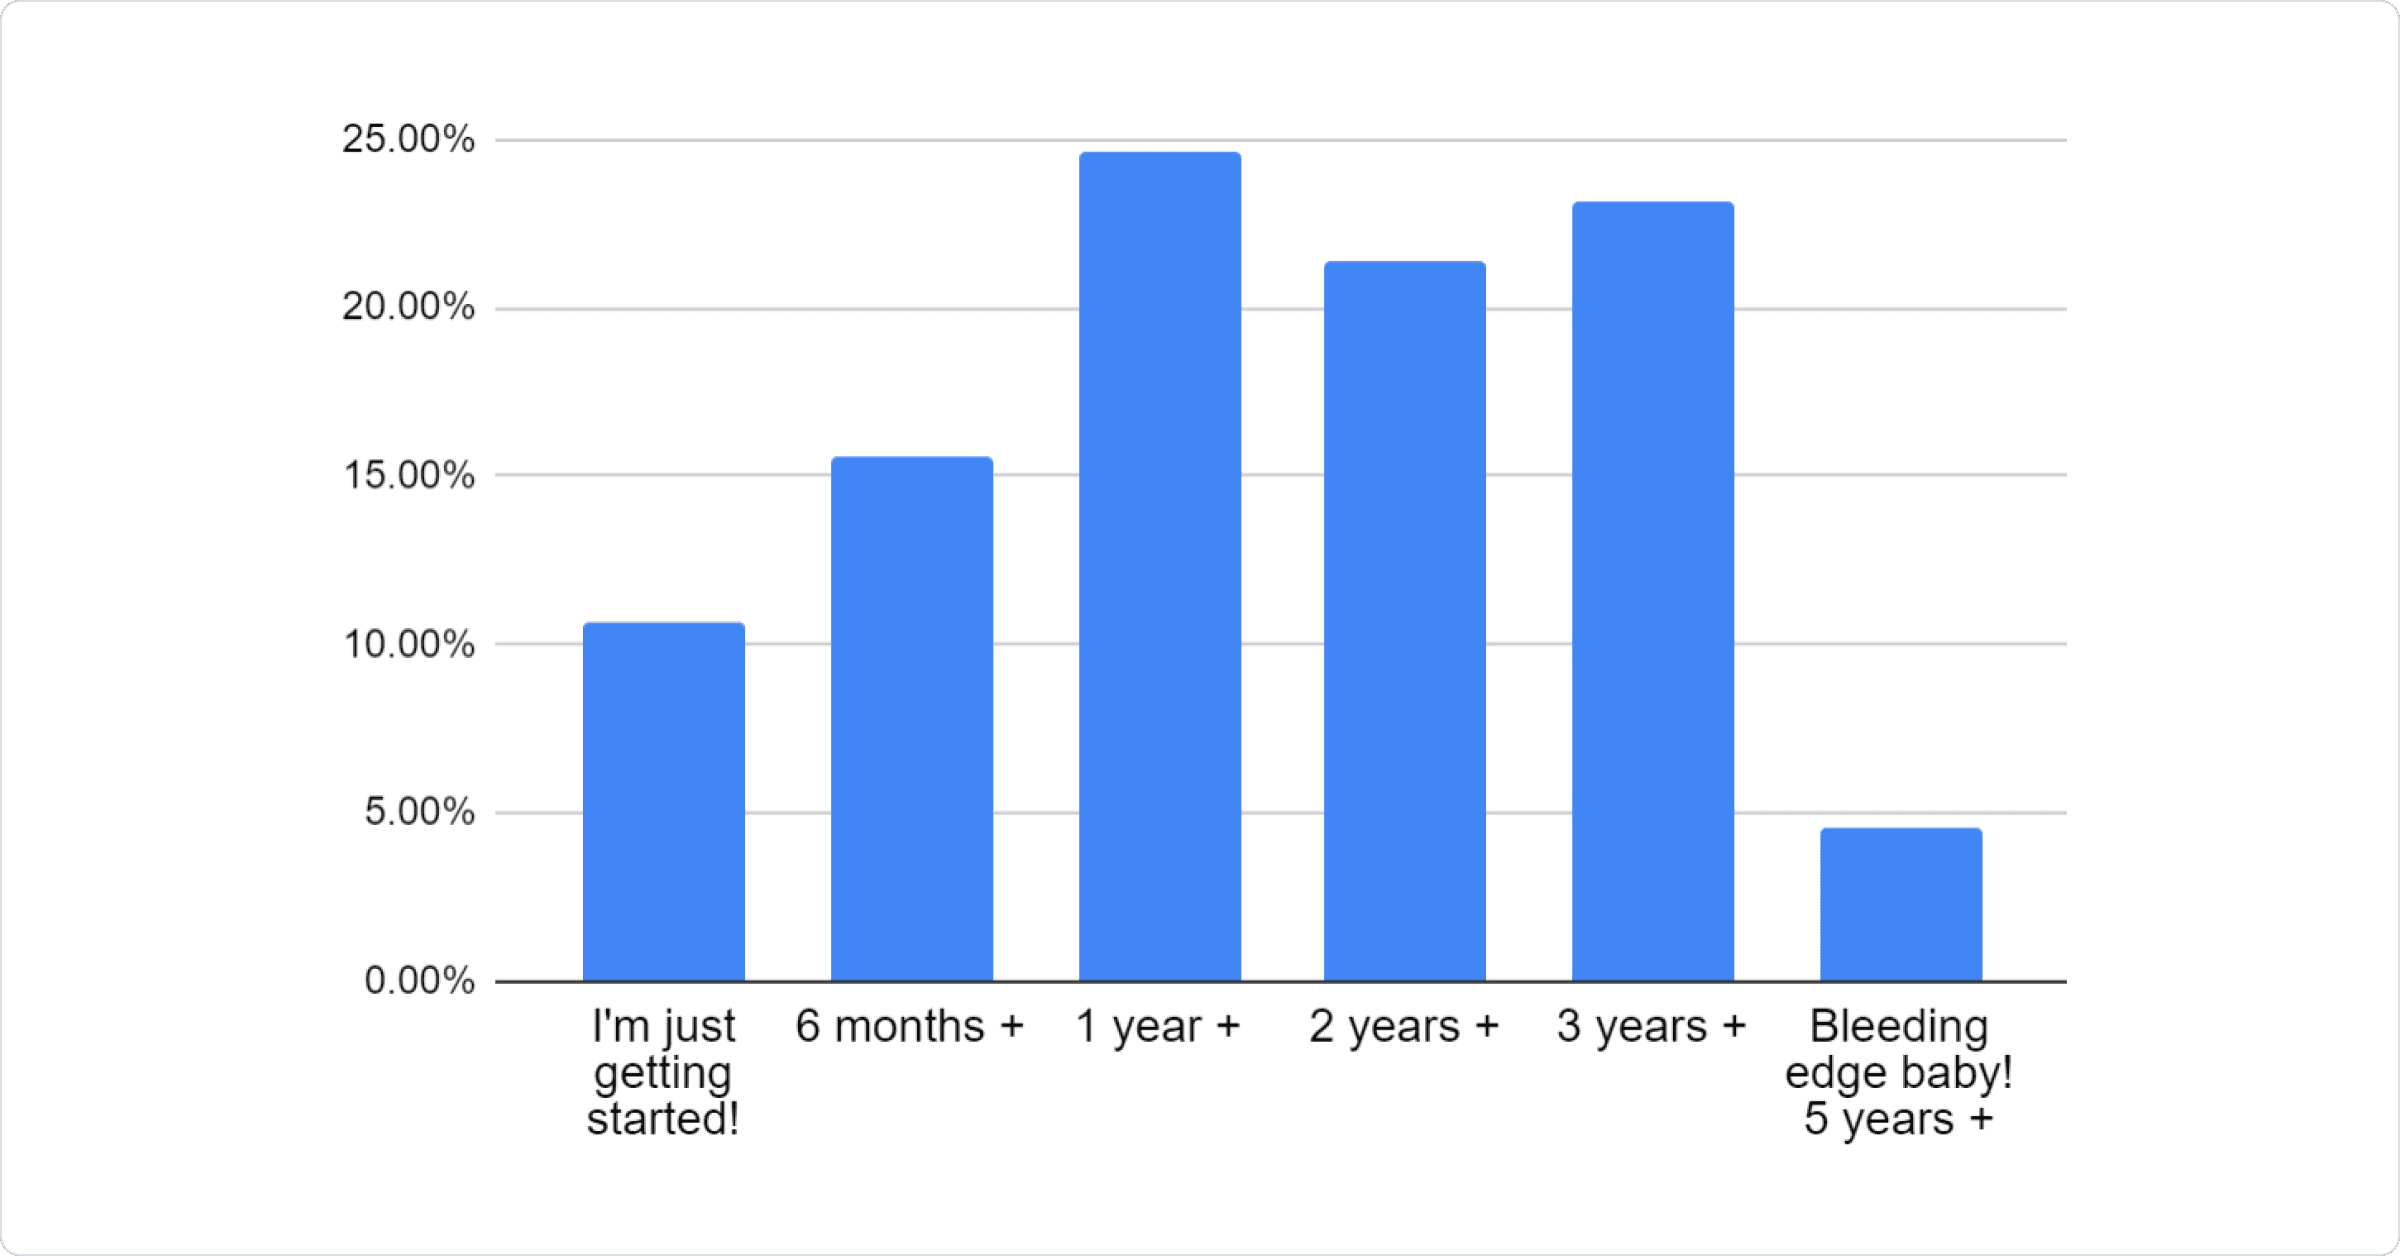 25.00%
20.00%
15.00%
10.00%
5.00%
0.00%
I'm just
getting
started!
6 months +
1 year +
2 years +
3 years +
Bleeding
edge baby!
5 years +